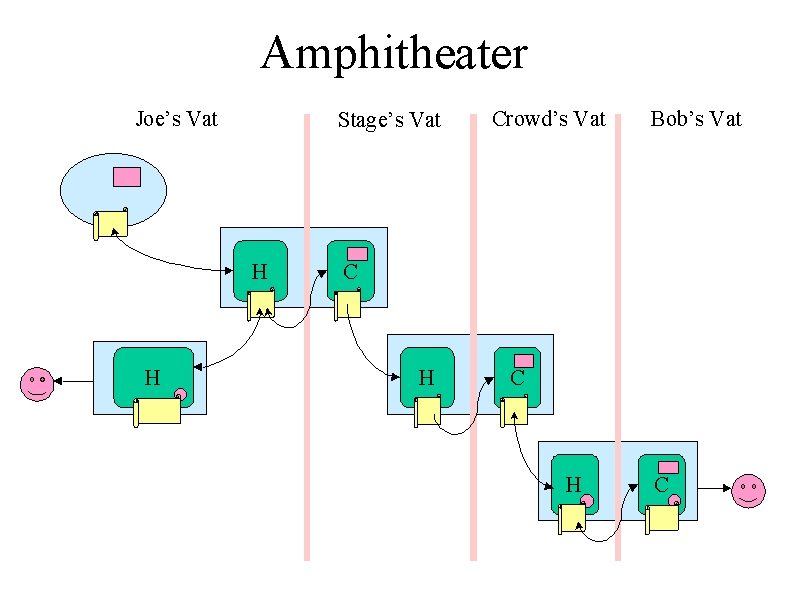 Amphitheater
Joe’s Vat
Stage’s Vat
Crowd’s Vat
Bob’s Vat
H
C
H
H
C
H
C